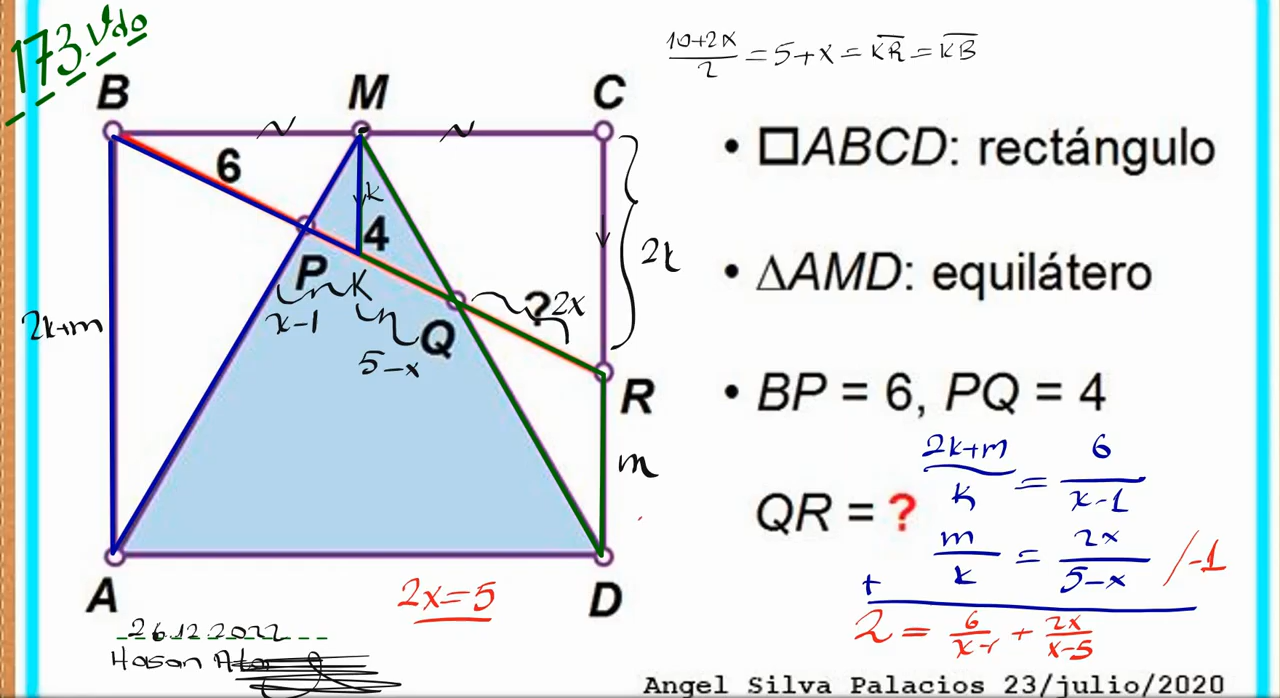 173.Vdo
10+2x/2 = 5+x = KR = KB
B M C
6
k
4
P K
x-1
Q
5-x
? 2x
2k
2k+m
R
m
A D
• □ABCD: rectángulo
• ∆AMD: equilátero
• BP = 6, PQ = 4
QR = ?
2k+m/k = 6/x-1
m/k = 2x/5-x /-1
+
2 = 6/x-1 + 2x/x-5
2x=5
26.12.2022
Hasan
Angel Silva Palacios 23/julio/2020